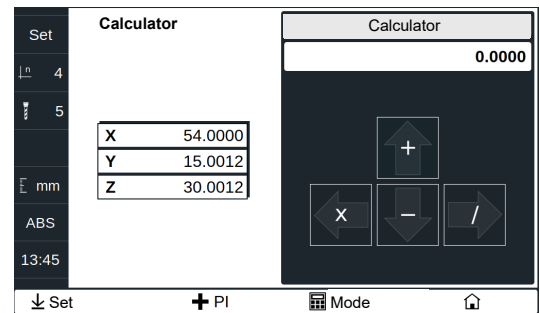 Set
n 4
5
mm
ABS
13:45
Calculator
X 54.0000
Y 15.0012
Z 30.0012
Calculator
0.0000
+
x – /
Set + PI Mode